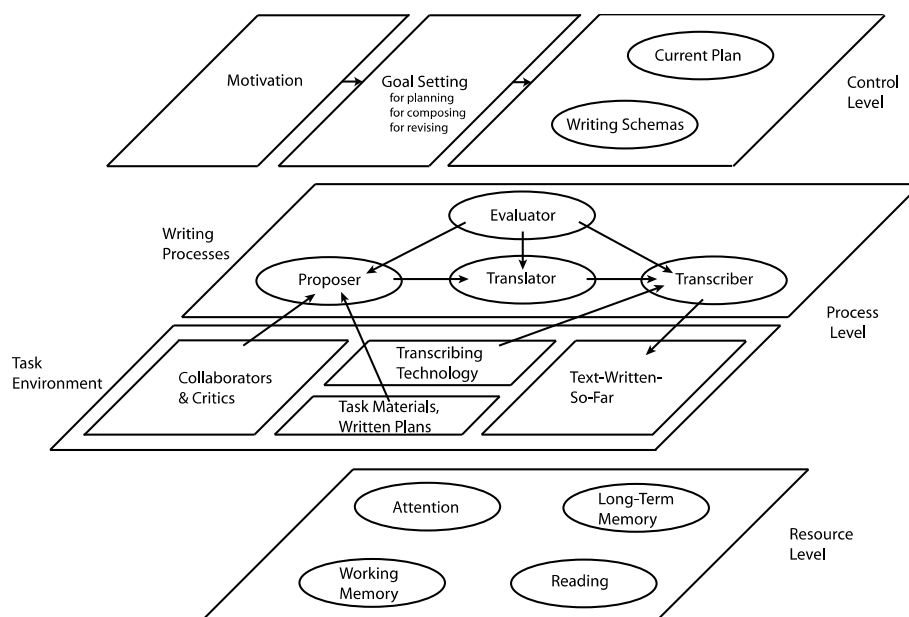 Motivation
Goal Setting
for planning
for composing
for revising
Current Plan
Writing Schemas
Control
Level
Writing
Processes
Evaluator
Proposer
Translator
Transcriber
Process
Level
Task
Environment
Collaborators
& Critics
Transcribing
Technology
Task Materials,
Written Plans
Text-Written-
So-Far
Attention
Long-Term
Memory
Working
Memory
Reading
Resource
Level